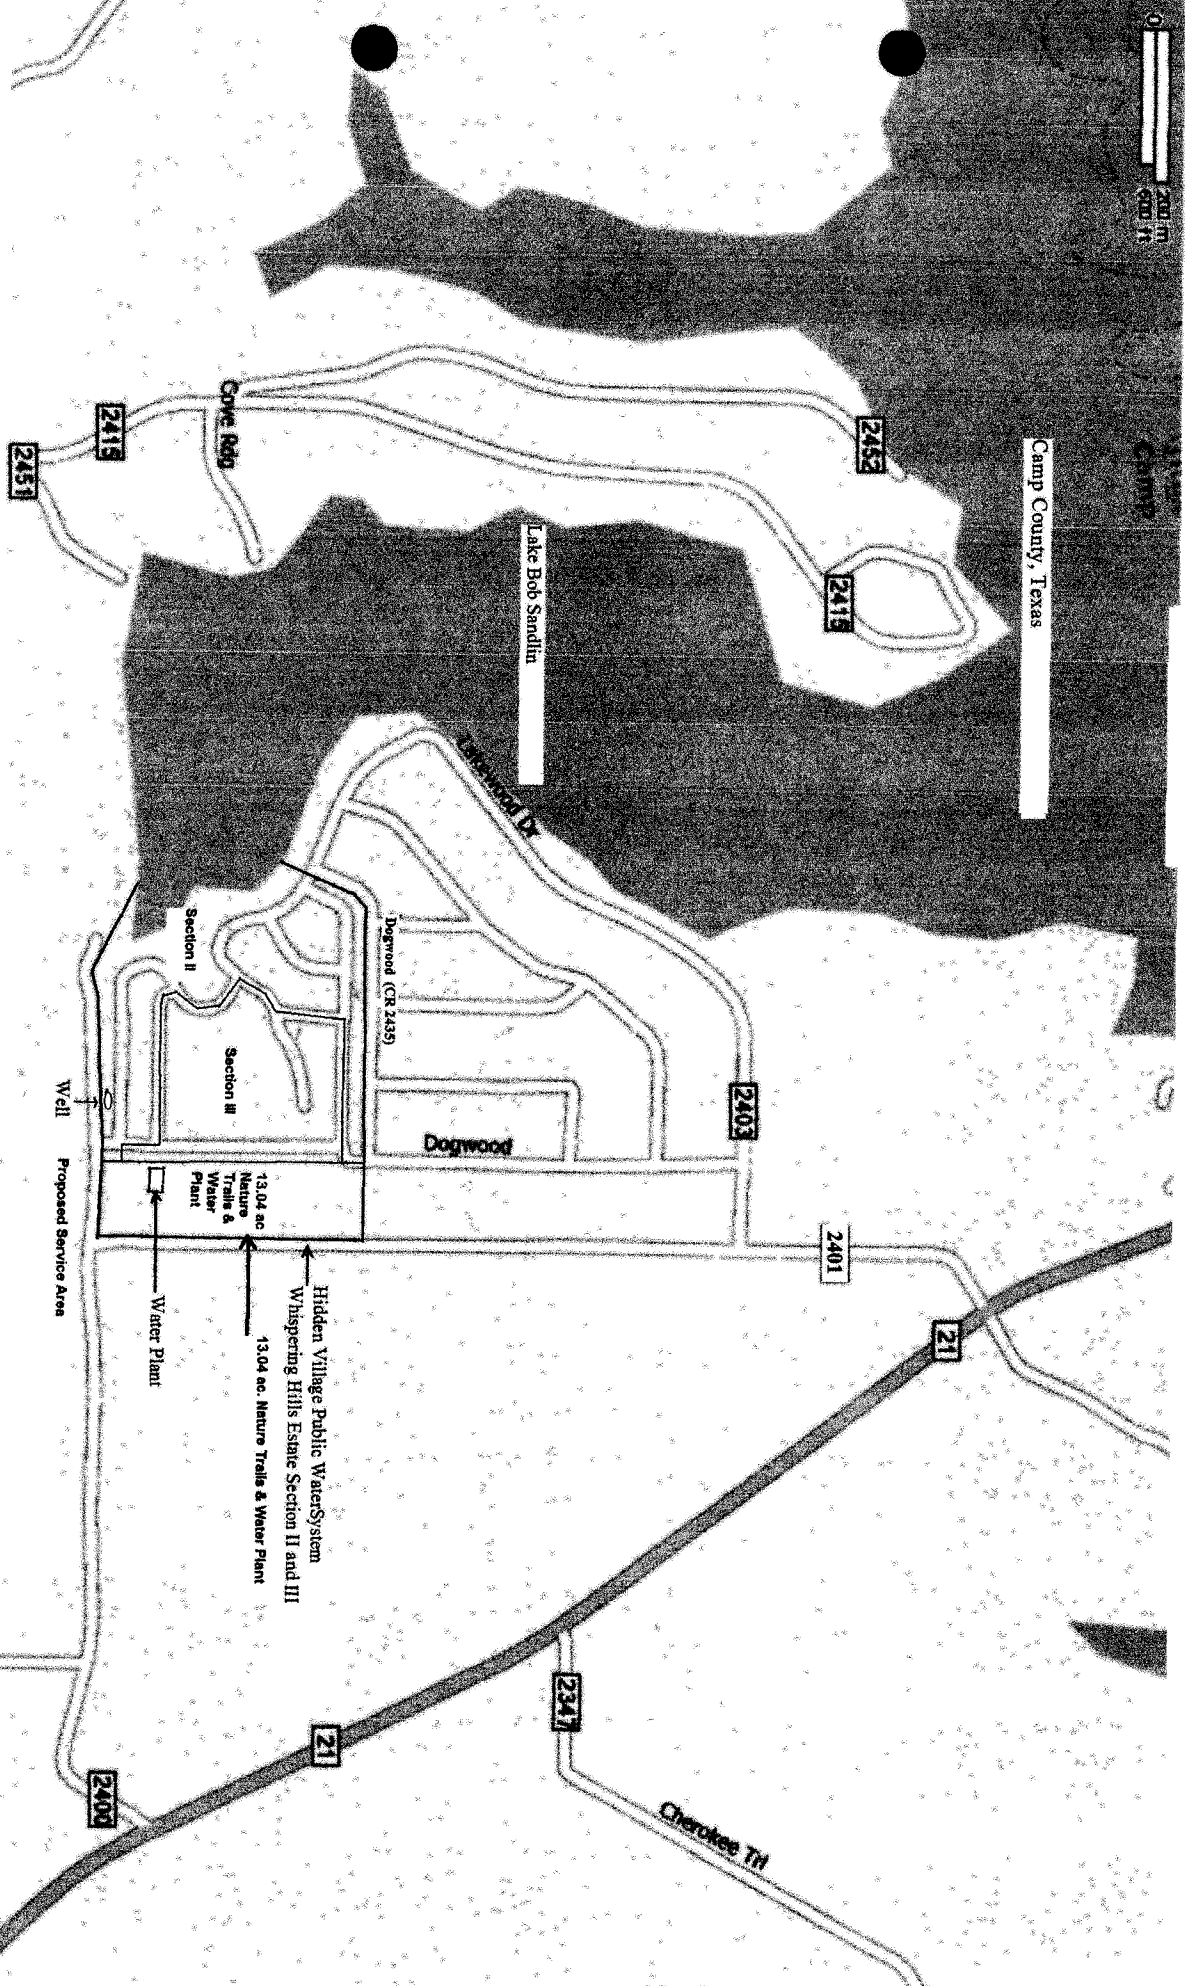 0
200 m
600 ft
Camp
Camp County, Texas
2452
2415
Cove Rdg
2415
2451
Lake Bob Sandlin
Lakewood Dr
2403
Dogwood (CR 2435)
Dogwood
Section II
Section III
13.04 ac
Nature
Trails &
Water
Plant
Well
Proposed Service Area
2401
21
Hidden Village Public WaterSystem
Whispering Hills Estate Section II and III
13.04 ac. Nature Trails & Water Plant
Water Plant
2347
21
Cherokee Trl
2400